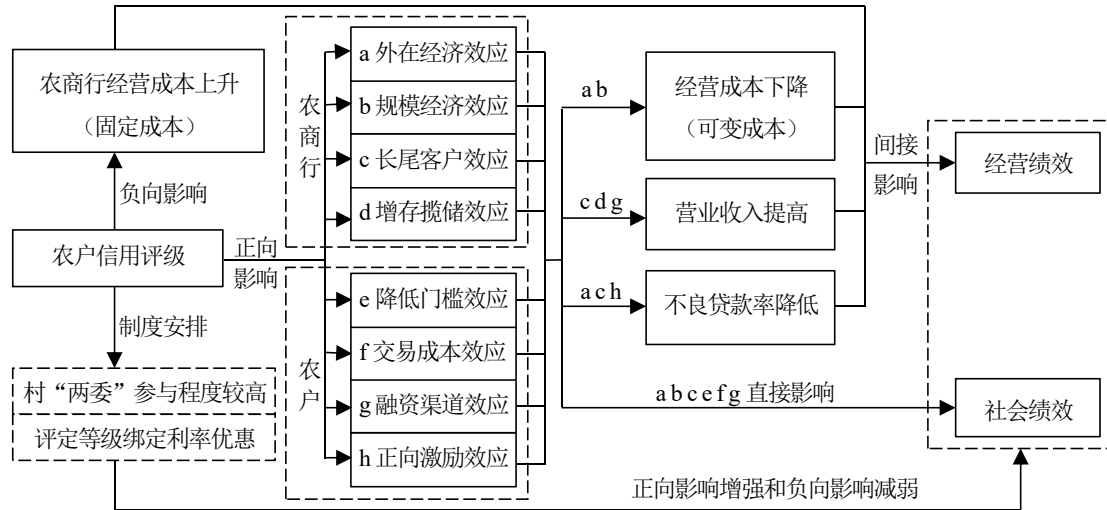 农商行经营成本上升
（固定成本）
负向影响
农户信用评级
正向
影响
制度安排
村“两委”参与程度较高
评定等级绑定利率优惠
农
商
行
a 外在经济效应
b 规模经济效应
c 长尾客户效应
d 增存揽储效应
农
户
e 降低门槛效应
f 交易成本效应
g 融资渠道效应
h 正向激励效应
ab
经营成本下降
（可变成本）
cdg
营业收入提高
ach
不良贷款率降低
abcefg 直接影响
间接
影响
经营绩效
社会绩效
正向影响增强和负向影响减弱